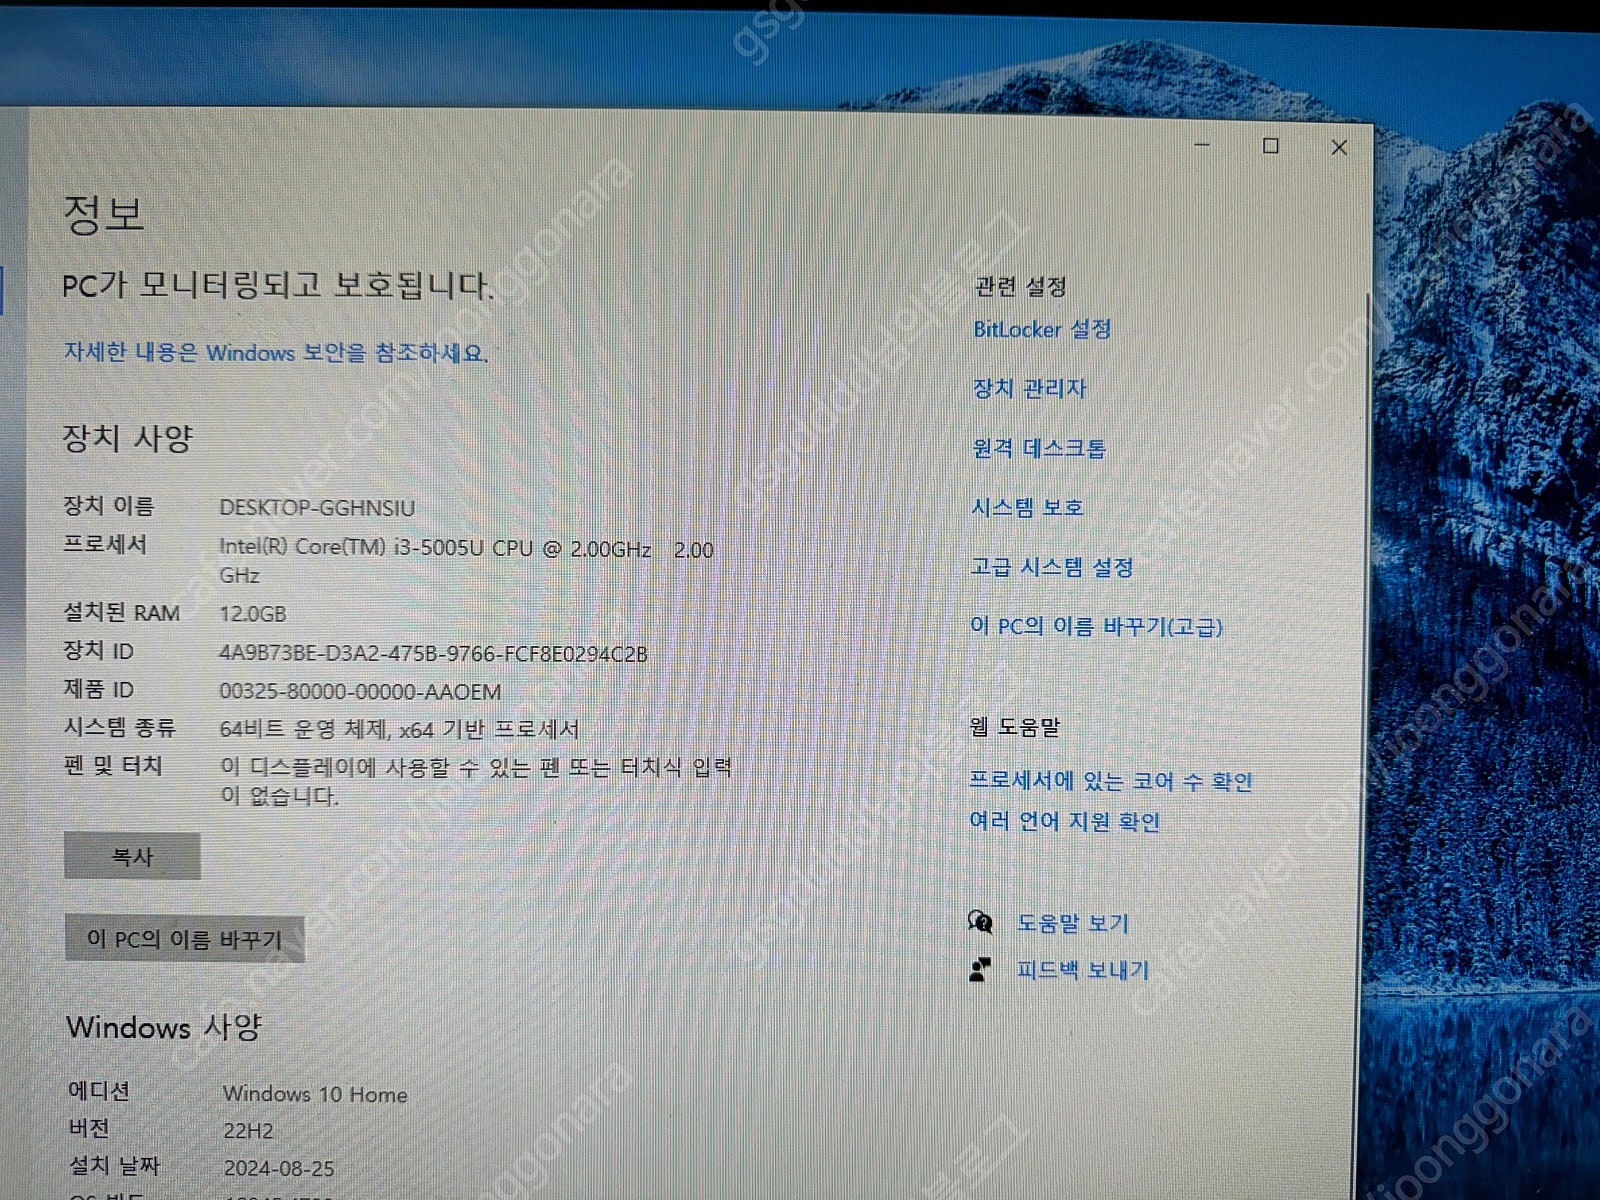 정보
PC가 모니터링되고 보호됩니다.
자세한 내용은 Windows 보안을 참조하세요.
장치 사양
장치 이름 DESKTOP-GGHNSIU
프로세서 Intel(R) Core(TM) i3-5005U CPU @ 2.00GHz 2.00
GHz
설치된 RAM 12.0GB
장치 ID 4A9B73BE-D3A2-475B-9766-FCF8E0294C2B
제품 ID 00325-80000-00000-AAOEM
시스템 종류 64비트 운영 체제, x64 기반 프로세서
펜 및 터치 이 디스플레이에 사용할 수 있는 펜 또는 터치식 입력
이 없습니다.
복사
이 PC의 이름 바꾸기
Windows 사양
에디션 Windows 10 Home
버전 22H2
설치 날짜 2024-08-25
관련 설정
BitLocker 설정
장치 관리자
원격 데스크톱
시스템 보호
고급 시스템 설정
이 PC의 이름 바꾸기(고급)
웹 도움말
프로세서에 있는 코어 수 확인
여러 언어 지원 확인
도움말 보기
피드백 보내기
cafe.naver.com/joonggonara